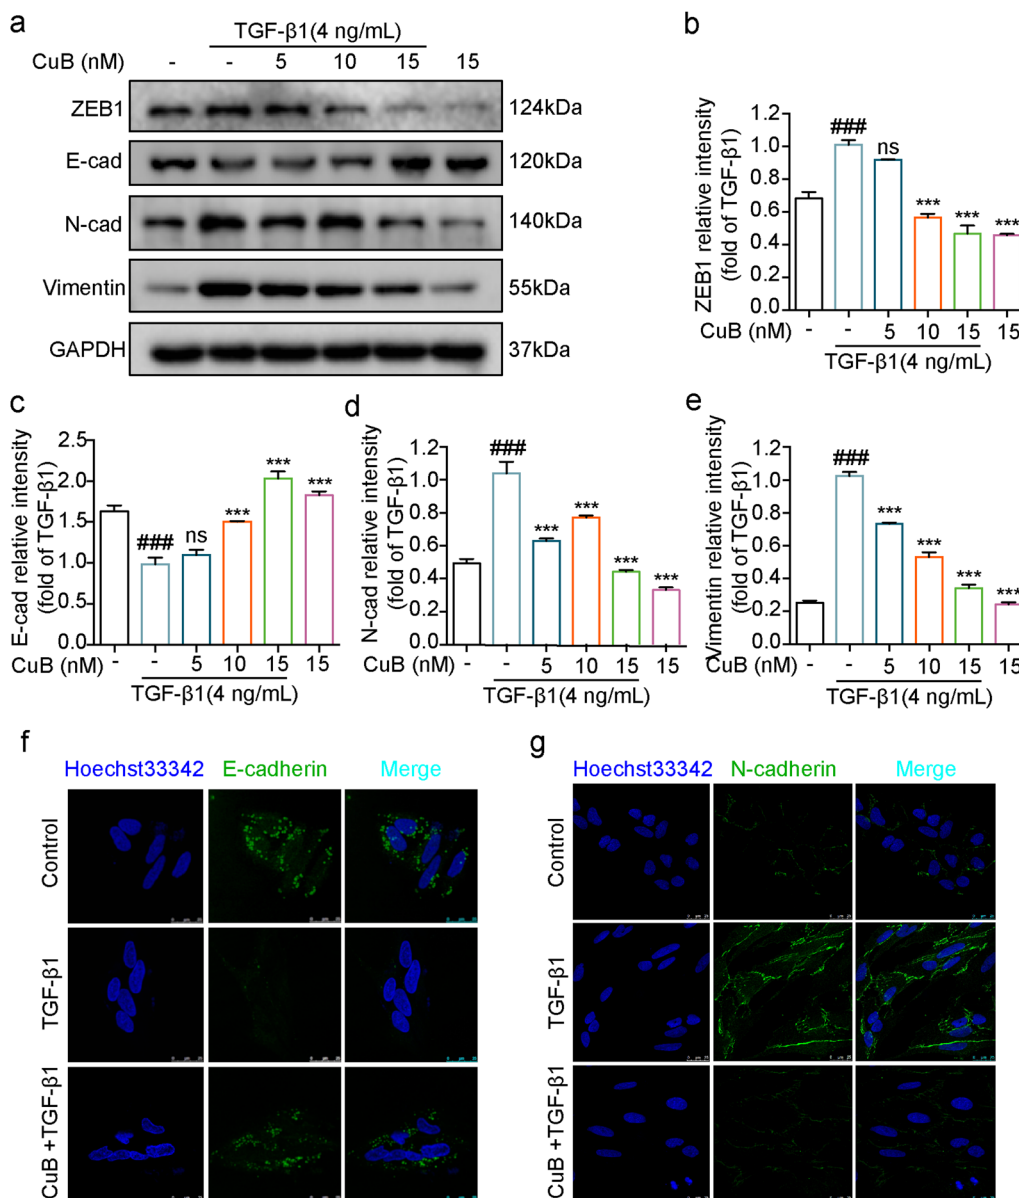 a
TGF-β1(4 ng/mL)
CuB (nM) - - 5 10 15 15
ZEB1 124kDa
E-cad 120kDa
N-cad 140kDa
Vimentin 55kDa
GAPDH 37kDa
b
ZEB1 relative intensity
(fold of TGF-β1)
1.2
1.0
0.8
0.6
0.4
0.2
0.0
### ns *** *** ***
CuB (nM) - - 5 10 15 15
TGF-β1(4 ng/mL)
c
E-cad relative intensity
(fold of TGF-β1)
2.5
2.0
1.5
1.0
0.5
0.0
### ns *** *** ***
CuB (nM) - - 5 10 15 15
TGF-β1(4 ng/mL)
d
N-cad relative intensity
(fold of TGF-β1)
1.2
1.0
0.8
0.6
0.4
0.2
0.0
### *** *** *** ***
CuB (nM) - - 5 10 15 15
TGF-β1(4 ng/mL)
e
Vimentin relative intensity
(fold of TGF-β1)
1.2
1.0
0.8
0.6
0.4
0.2
0.0
### *** *** *** ***
CuB (nM) - - 5 10 15 15
TGF-β1(4 ng/mL)
f
Hoechst33342 E-cadherin Merge
Control
TGF-β1
CuB +TGF-β1
g
Hoechst33342 N-cadherin Merge
Control
TGF-β1
CuB +TGF-β1